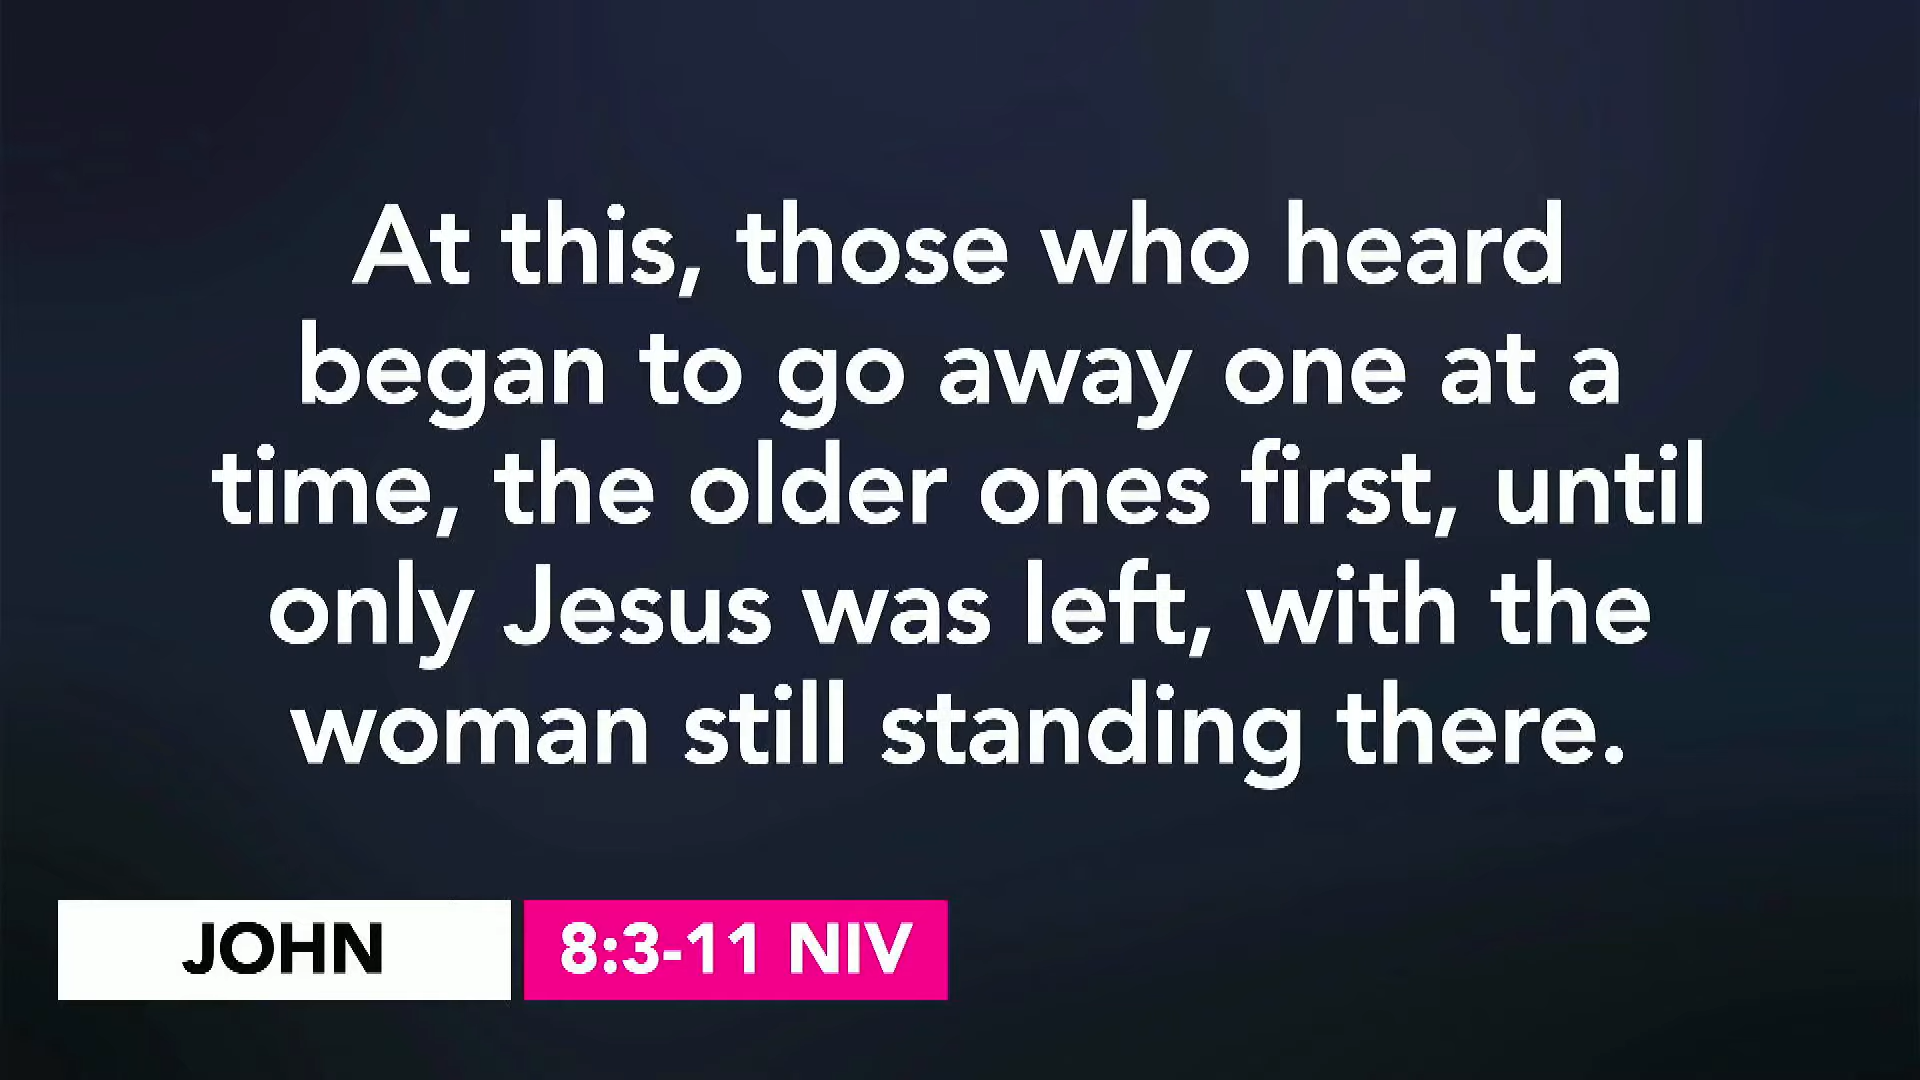 At this, those who heard
began to go away one at a
time, the older ones first, until
only Jesus was left, with the
woman still standing there.
JOHN 8:3-11 NIV